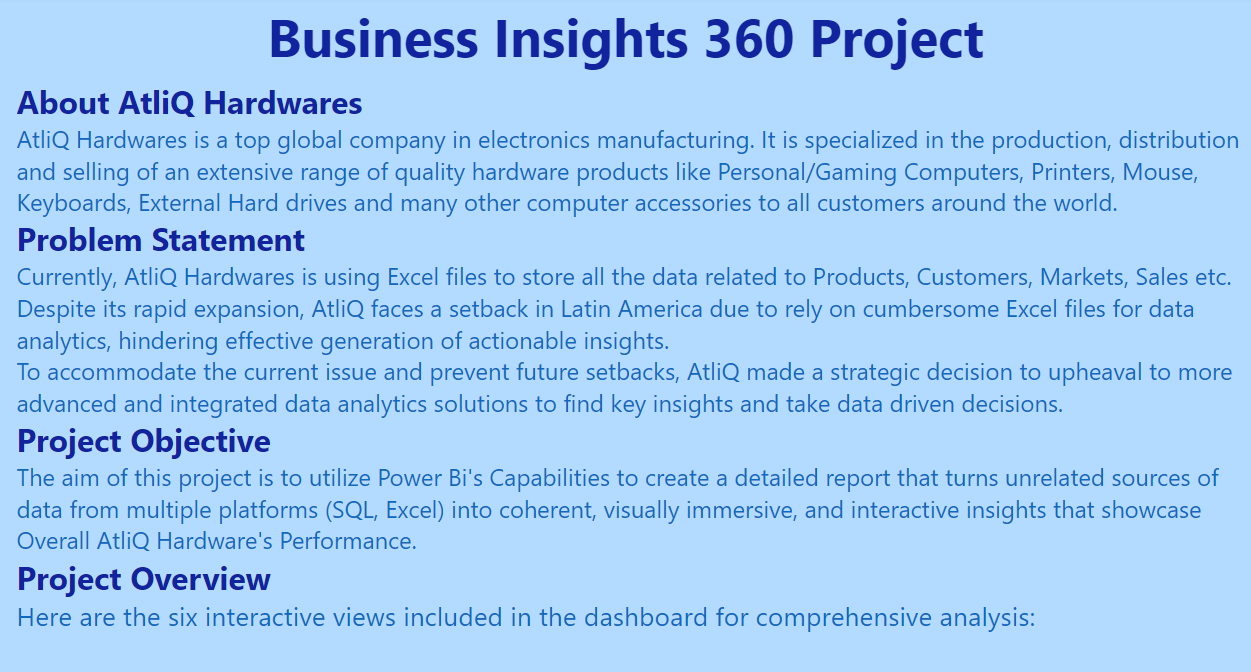 Business Insights 360 Project
About AtliQ Hardwares
AtliQ Hardwares is a top global company in electronics manufacturing. It is specialized in the production, distribution
and selling of an extensive range of quality hardware products like Personal/Gaming Computers, Printers, Mouse,
Keyboards, External Hard drives and many other computer accessories to all customers around the world.
Problem Statement
Currently, AtliQ Hardwares is using Excel files to store all the data related to Products, Customers, Markets, Sales etc.
Despite its rapid expansion, AtliQ faces a setback in Latin America due to rely on cumbersome Excel files for data
analytics, hindering effective generation of actionable insights.
To accommodate the current issue and prevent future setbacks, AtliQ made a strategic decision to upheaval to more
advanced and integrated data analytics solutions to find key insights and take data driven decisions.
Project Objective
The aim of this project is to utilize Power Bi's Capabilities to create a detailed report that turns unrelated sources of
data from multiple platforms (SQL, Excel) into coherent, visually immersive, and interactive insights that showcase
Overall AtliQ Hardware's Performance.
Project Overview
Here are the six interactive views included in the dashboard for comprehensive analysis: